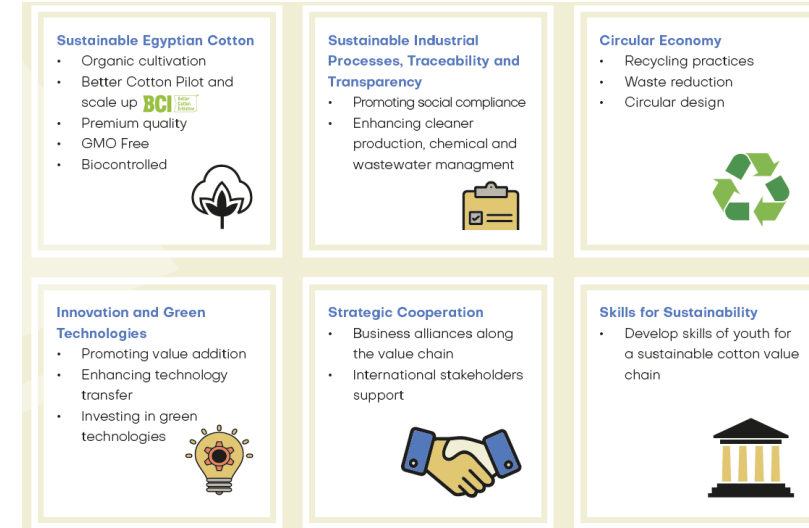 Sustainable Egyptian Cotton
• Organic cultivation
• Better Cotton Pilot and
scale up BCI Better Cotton Initiative
• Premium quality
• GMO Free
• Biocontrolled
Sustainable Industrial
Processes, Traceability and
Transparency
• Promoting social compliance
• Enhancing cleaner
production, chemical and
wastewater managment
Circular Economy
• Recycling practices
• Waste reduction
• Circular design
Innovation and Green
Technologies
• Promoting value addition
• Enhancing technology
transfer
• Investing in green
technologies
Strategic Cooperation
• Business alliances along
the value chain
• International stakeholders
support
Skills for Sustainability
• Develop skills of youth for
a sustainable cotton value
chain